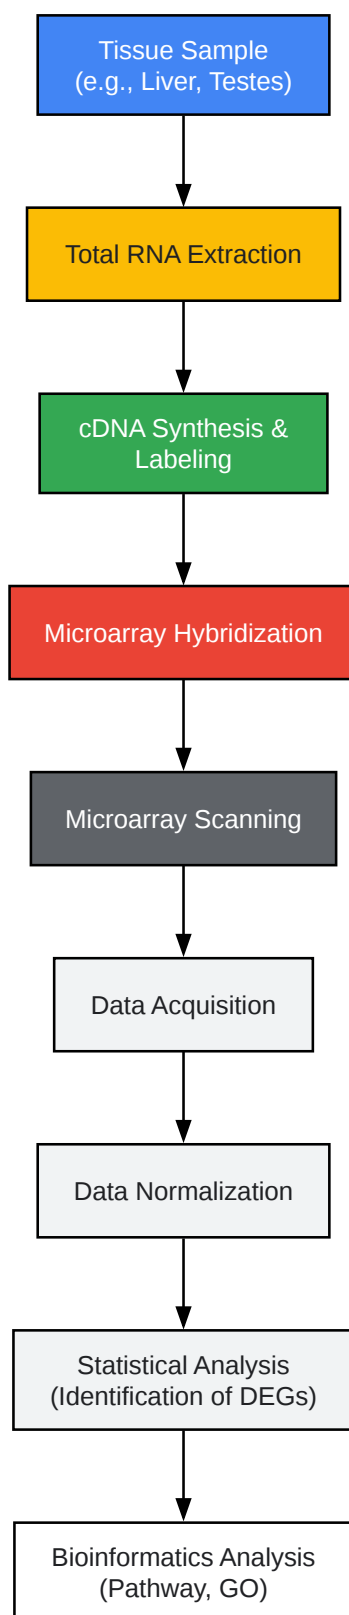 Tissue Sample
(e.g., Liver, Testes)
Total RNA Extraction
cDNA Synthesis &
Labeling
Microarray Hybridization
Microarray Scanning
Data Acquisition
Data Normalization
Statistical Analysis
(Identification of DEGs)
Bioinformatics Analysis
(Pathway, GO)